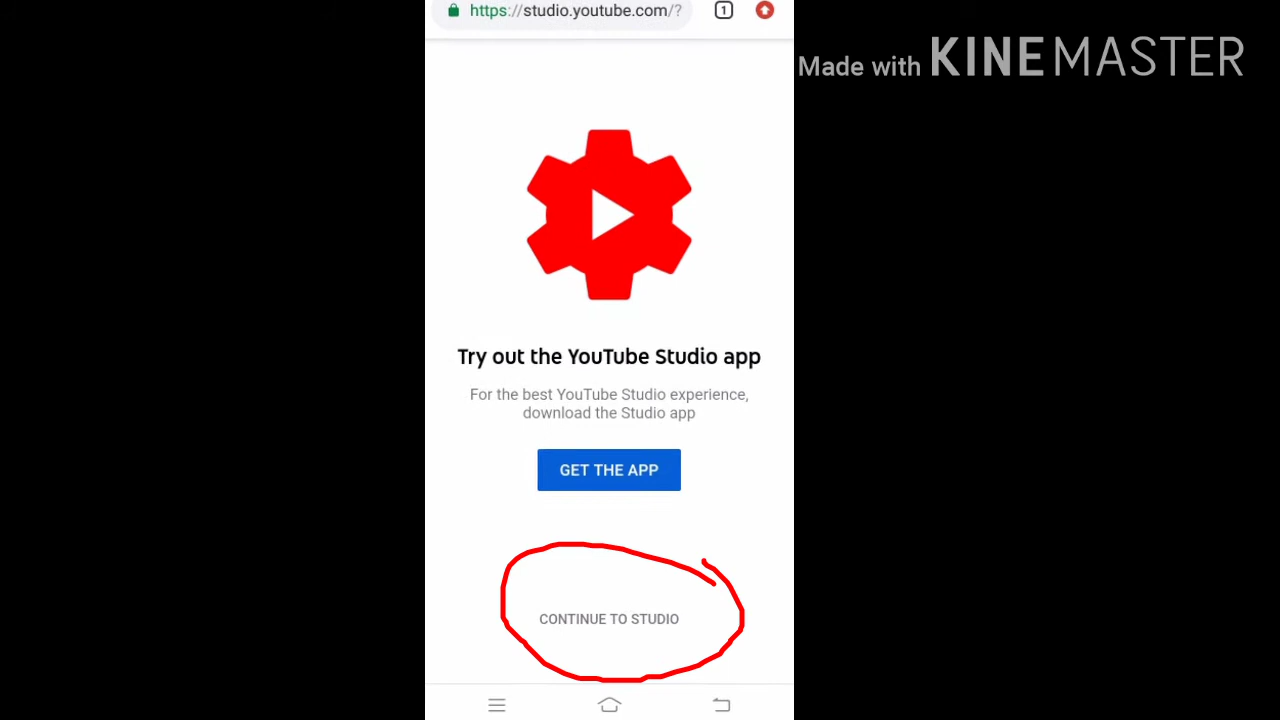 https://studio.youtube.com/?
1
Made with KINEMASTER
Try out the YouTube Studio app
For the best YouTube Studio experience,
download the Studio app
GET THE APP
CONTINUE TO STUDIO